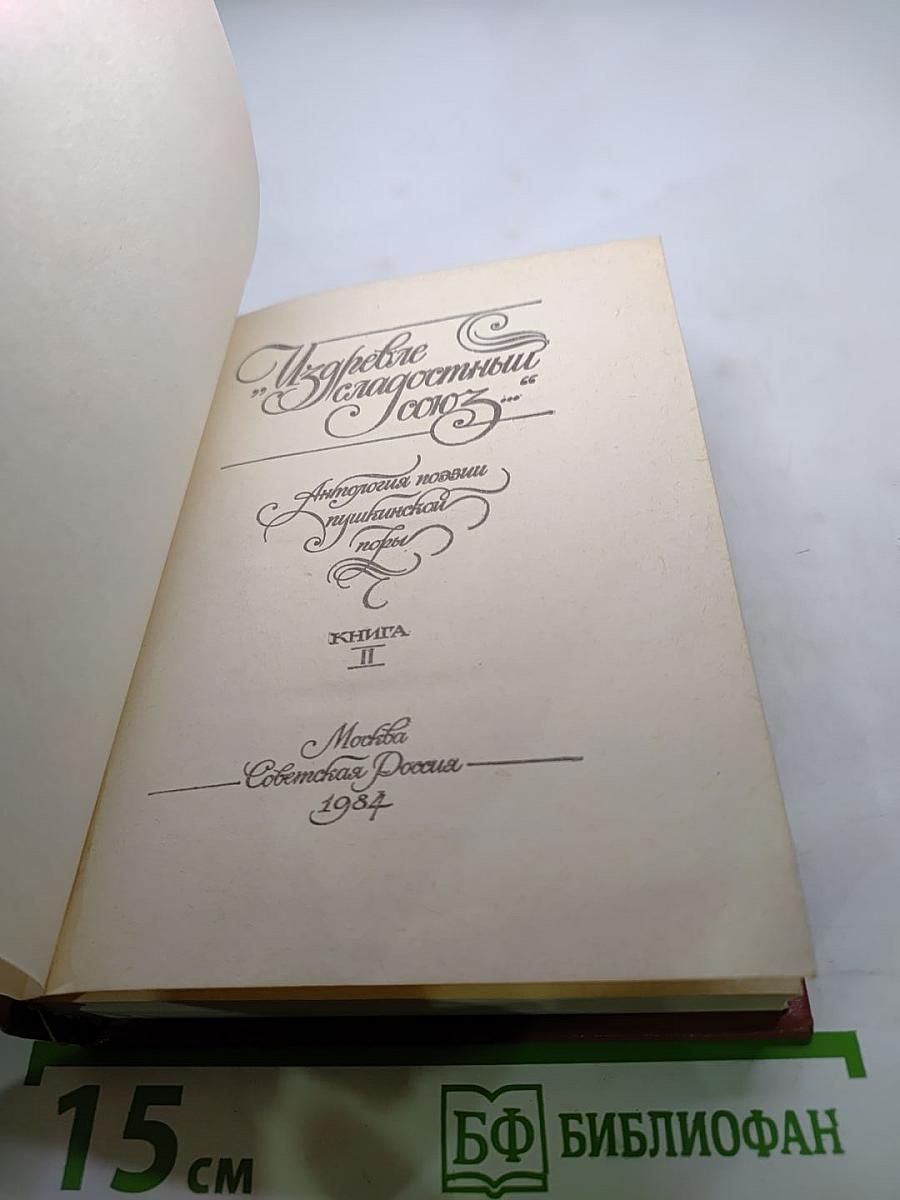 „Издревле
сладостный
союз...“
Антология поэзии
пушкинской
поры
КНИГА
II
Москва
Советская Россия
1984
15 см
БФ БИБЛИОФАН